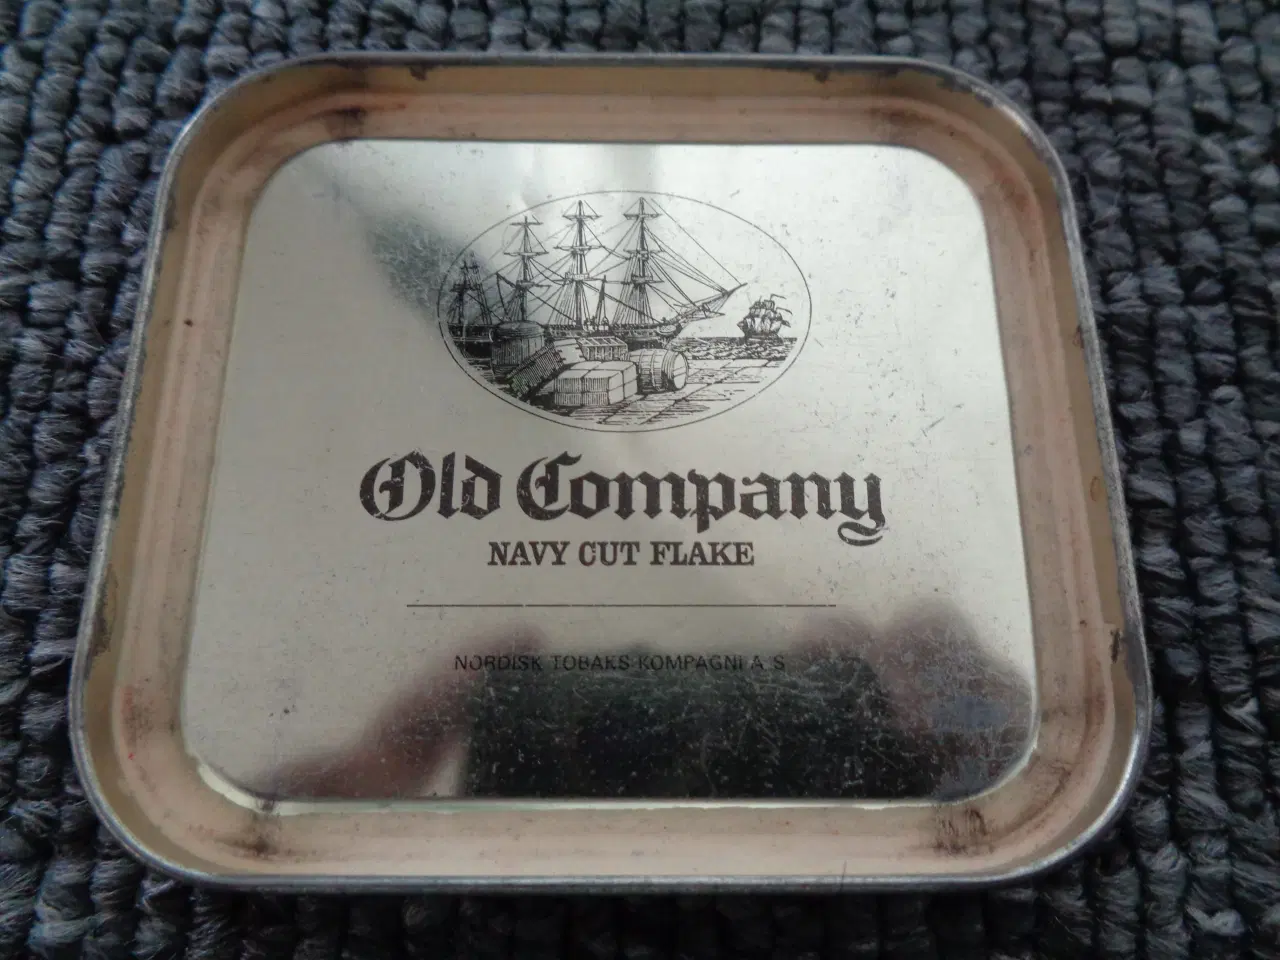 Old Company
NAVY CUT FLAKE
NORDISK TOBAKS KOMPAGNI A S